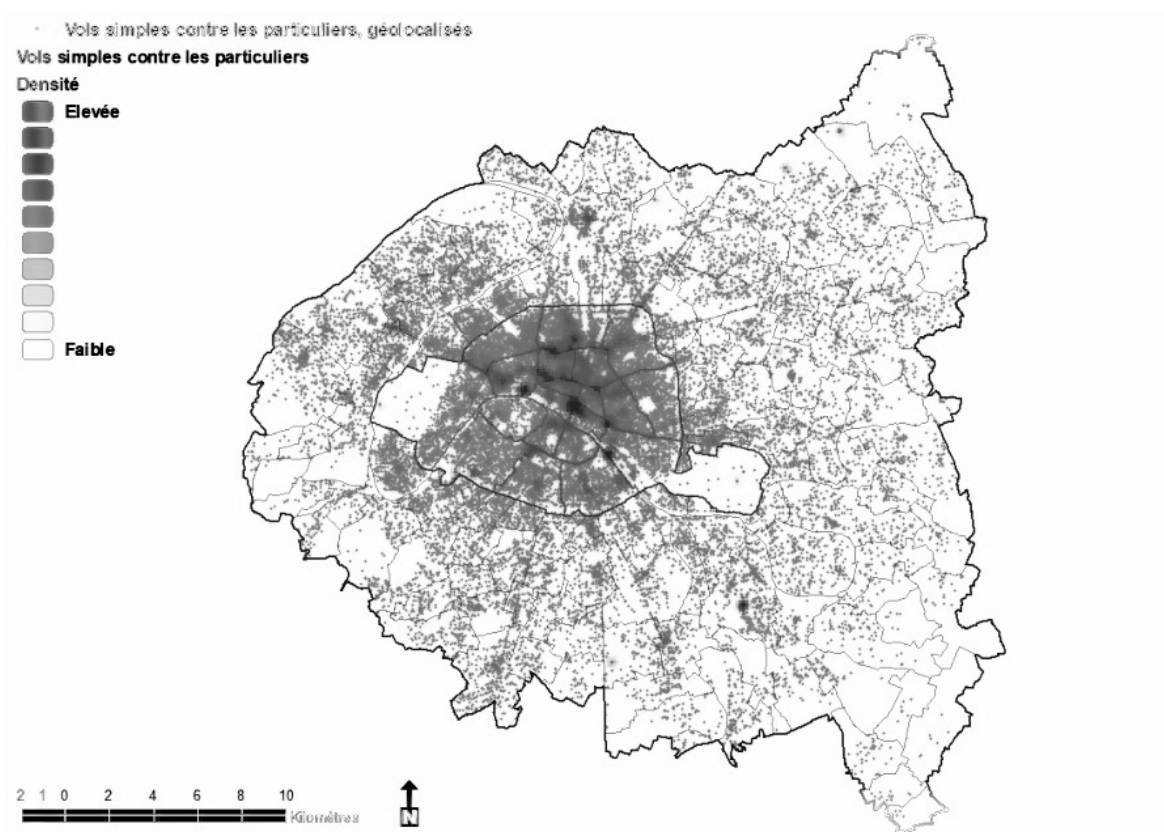 Vols simples contre les particuliers, géolocalisés
Vols simples contre les particuliers
Densité
Elevée
Faible
2 1 0 2 4 6 8 10
Kilomètres
N